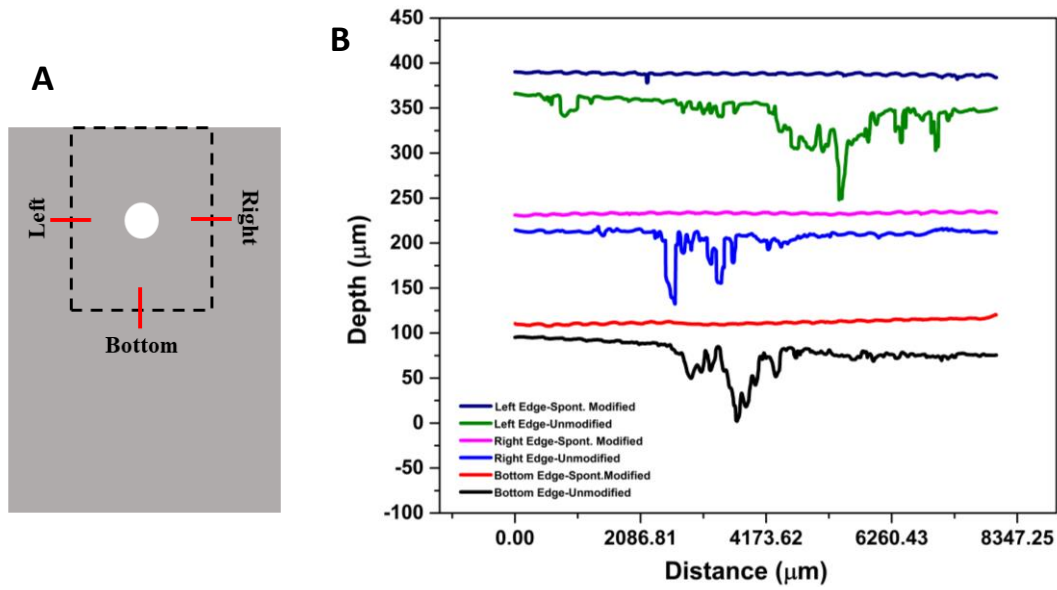 A
Left
Right
Bottom
B
Depth (μm)
450
400
350
300
250
200
150
100
50
0
-50
-100
Left Edge-Spont. Modified
Left Edge-Unmodified
Right Edge-Spont. Modified
Right Edge-Unmodified
Bottom Edge-Spont.Modified
Bottom Edge-Unmodified
0.00 2086.81 4173.62 6260.43 8347.25
Distance (μm)